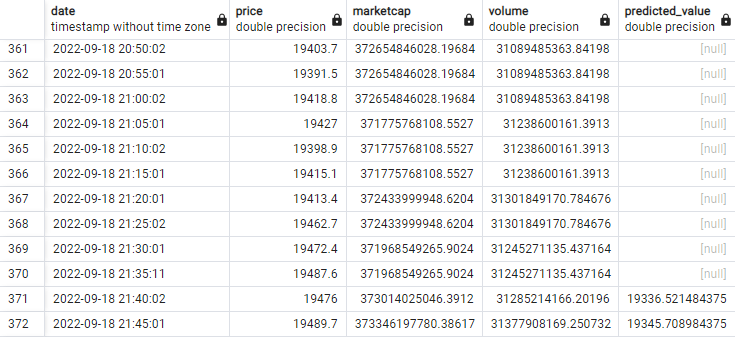 date price marketcap volume predicted_value
timestamp without time zone double precision double precision double precision double precision
361 2022-09-18 20:50:02 19403.7 372654846028.19684 31089485363.84198 [null]
362 2022-09-18 20:55:01 19391.5 372654846028.19684 31089485363.84198 [null]
363 2022-09-18 21:00:02 19418.8 372654846028.19684 31089485363.84198 [null]
364 2022-09-18 21:05:01 19427 371775768108.5527 31238600161.3913 [null]
365 2022-09-18 21:10:02 19398.9 371775768108.5527 31238600161.3913 [null]
366 2022-09-18 21:15:01 19415.1 371775768108.5527 31238600161.3913 [null]
367 2022-09-18 21:20:01 19413.4 372433999948.6204 31301849170.784676 [null]
368 2022-09-18 21:25:02 19462.7 372433999948.6204 31301849170.784676 [null]
369 2022-09-18 21:30:01 19472.4 371968549265.9024 31245271135.437164 [null]
370 2022-09-18 21:35:11 19487.6 371968549265.9024 31245271135.437164 [null]
371 2022-09-18 21:40:02 19476 373014025046.3912 31285214166.20196 19336.521484375
372 2022-09-18 21:45:01 19489.7 373346197780.38617 31377908169.250732 19345.708984375